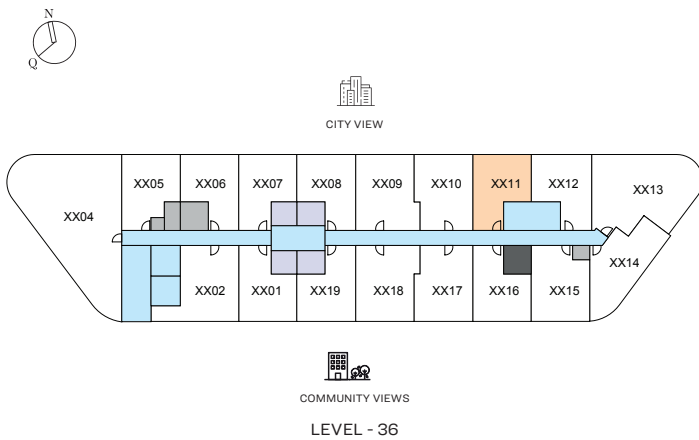 N
Q
CITY VIEW
XX05 XX06 XX07 XX08 XX09 XX10 XX11 XX12 XX13
XX04
XX14
XX02 XX01 XX19 XX18 XX17 XX16 XX15
COMMUNITY VIEWS
LEVEL - 36